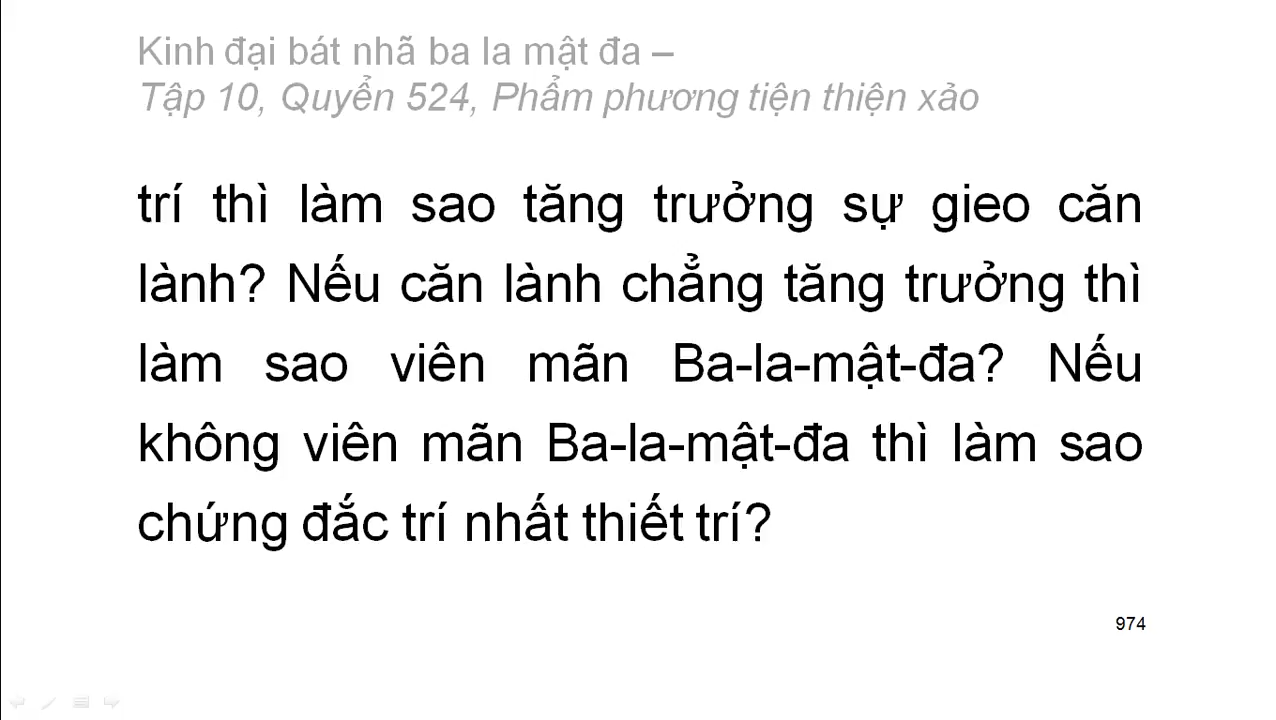 Kinh đại bát nhã ba la mật đa –
Tập 10, Quyển 524, Phẩm phương tiện thiện xảo
trí thì làm sao tăng trưởng sự gieo căn
lành? Nếu căn lành chẳng tăng trưởng thì
làm sao viên mãn Ba-la-mật-đa? Nếu
không viên mãn Ba-la-mật-đa thì làm sao
chứng đắc trí nhất thiết trí?
974